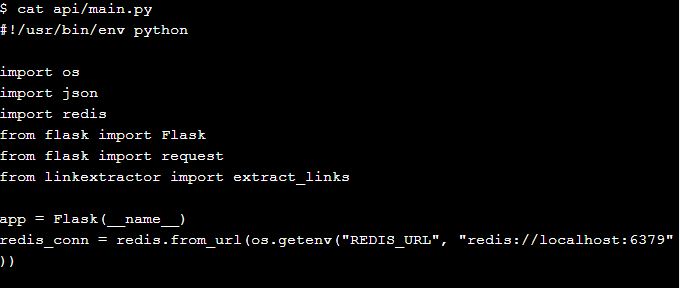 $ cat api/main.py
#!/usr/bin/env python
import os
import json
import redis
from flask import Flask
from flask import request
from linkextractor import extract_links
app = Flask(__name__)
redis_conn = redis.from_url(os.getenv("REDIS_URL", "redis://localhost:6379"
))